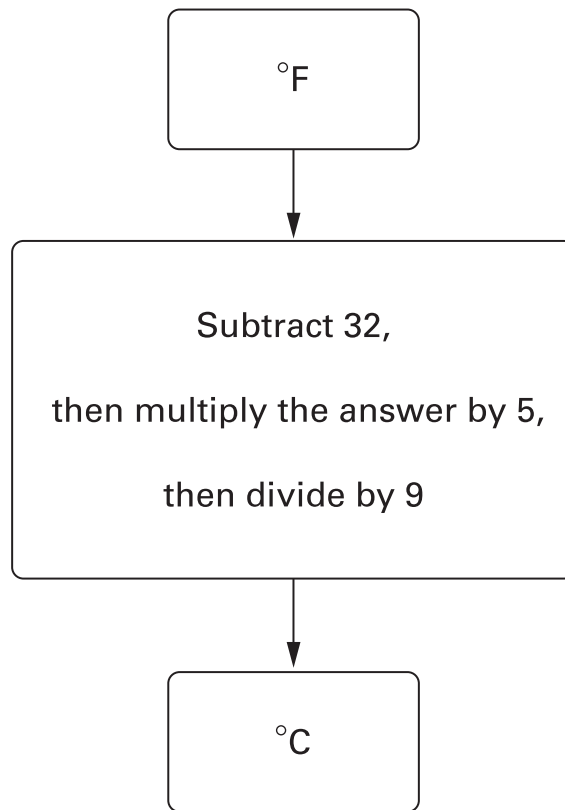 °F
Subtract 32,
then multiply the answer by 5,
then divide by 9
°C